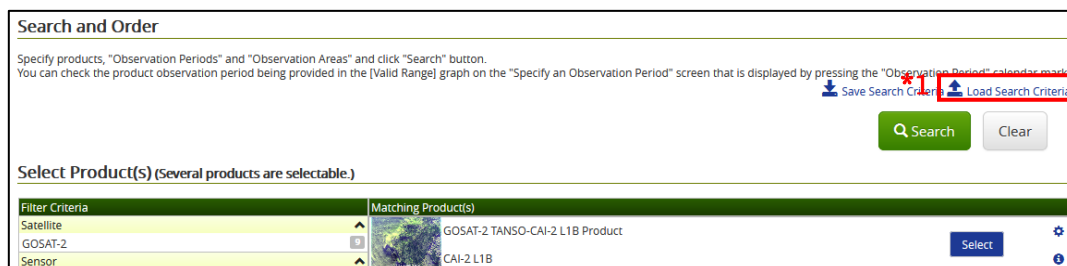 Search and Order
Specify products, "Observation Periods" and "Observation Areas" and click "Search" button.
You can check the product observation period being provided in the [Valid Range] graph on the "Specify an Observation Period" screen that is displayed by pressing the "Observation Period" calendar mark
*1
Save Search Criteria Load Search Criteria
Search Clear
Select Product(s) (Several products are selectable.)
Filter Criteria Matching Product(s)
Satellite
GOSAT-2 TANSO-CAI-2 L1B Product
GOSAT-2 9
Select
Sensor
CAI-2 L1B